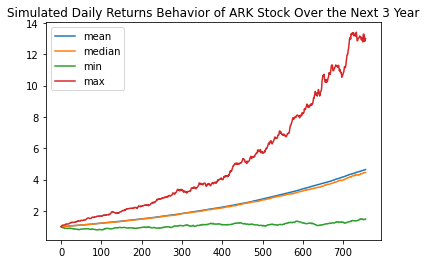 Simulated Daily Returns Behavior of ARK Stock Over the Next 3 Year
14
12
10
8
6
4
2
mean
median
min
max
0 100 200 300 400 500 600 700